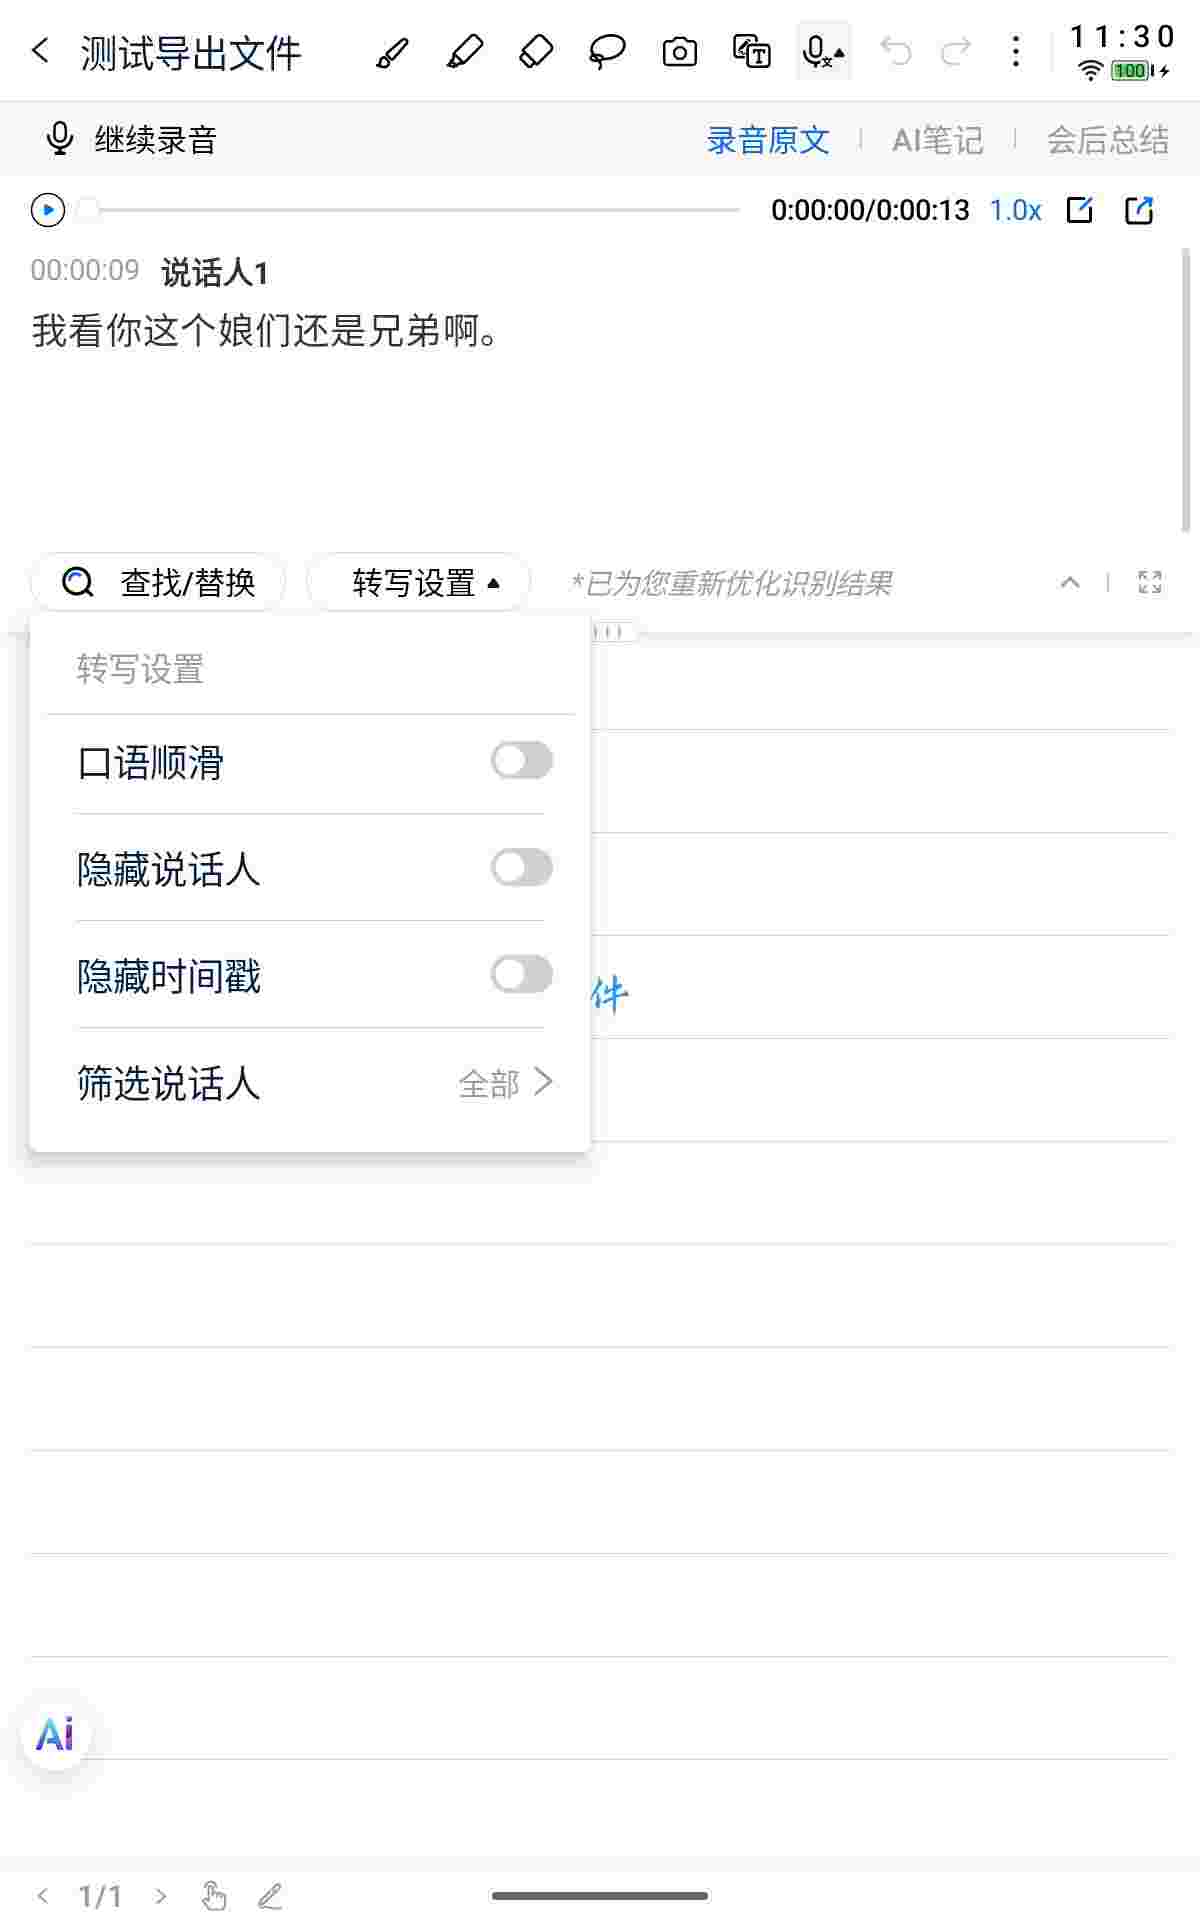 测试导出文件
11:30
100
继续录音
录音原文
AI笔记
会后总结
0:00:00/0:00:13
1.0x
00:00:09 说话人1
我看你这个娘们还是兄弟啊。
查找/替换
转写设置
*已为您重新优化识别结果
转写设置
口语顺滑
隐藏说话人
隐藏时间戳
件
筛选说话人
全部
Ai
1/1